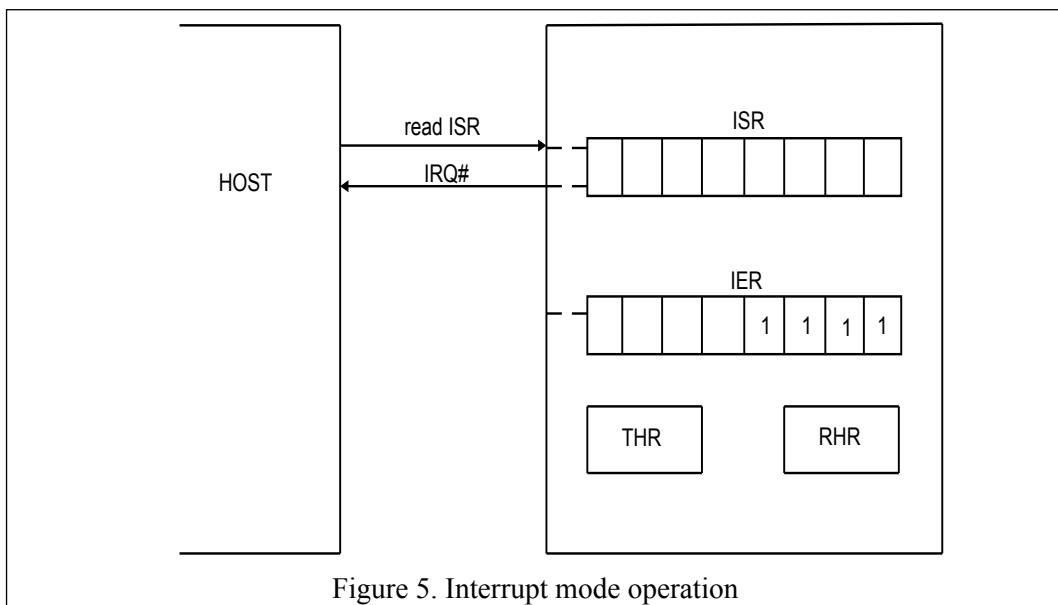 read ISR
ISR
HOST
IRQ#
IER
1 1 1 1
THR RHR
Figure 5. Interrupt mode operation